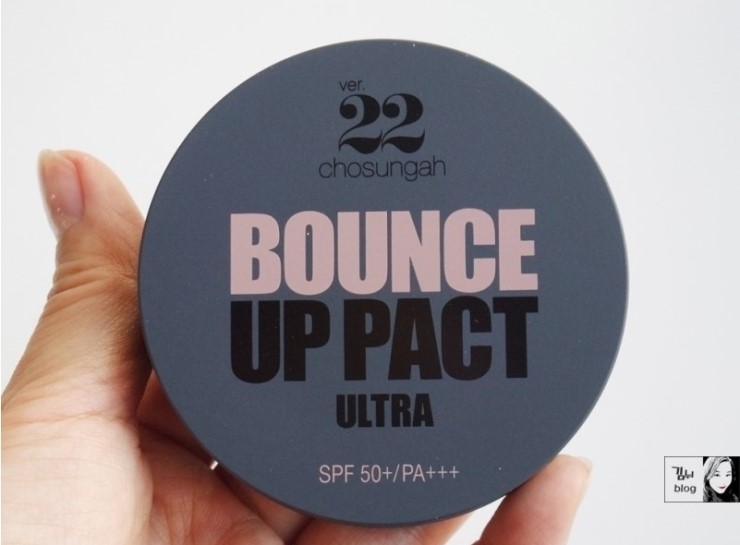 ver.
22
chosungah
BOUNCE
UP PACT
ULTRA
SPF 50+/PA+++
blog